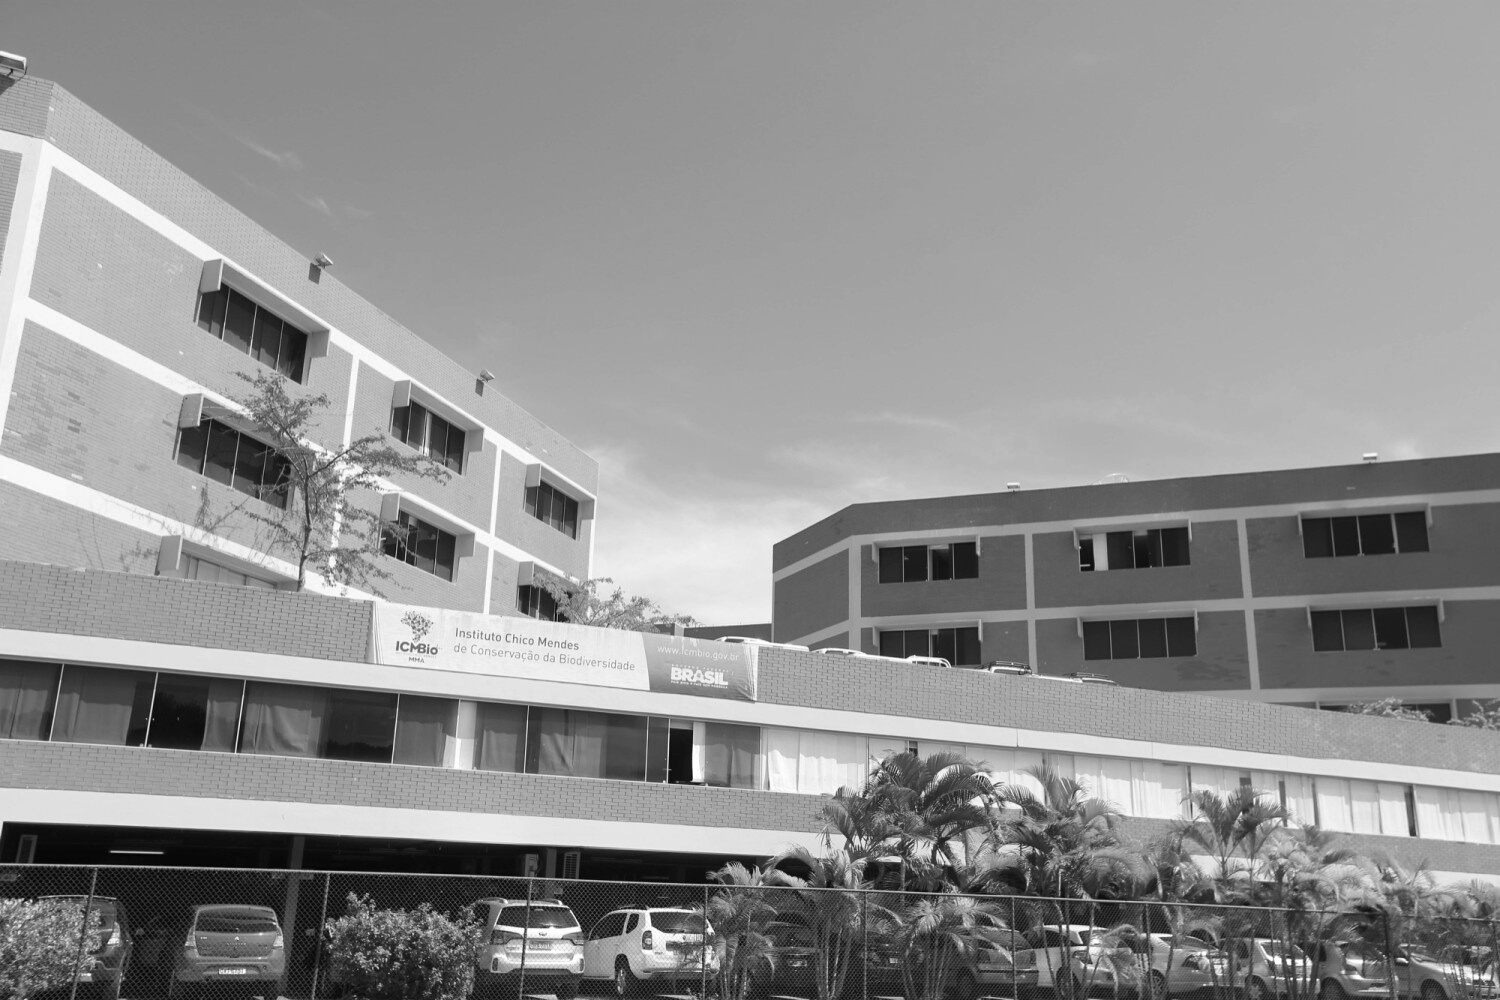 ICMBio
MMA
Instituto Chico Mendes
de Conservação da Biodiversidade
www.icmbio.gov.br
BRASIL